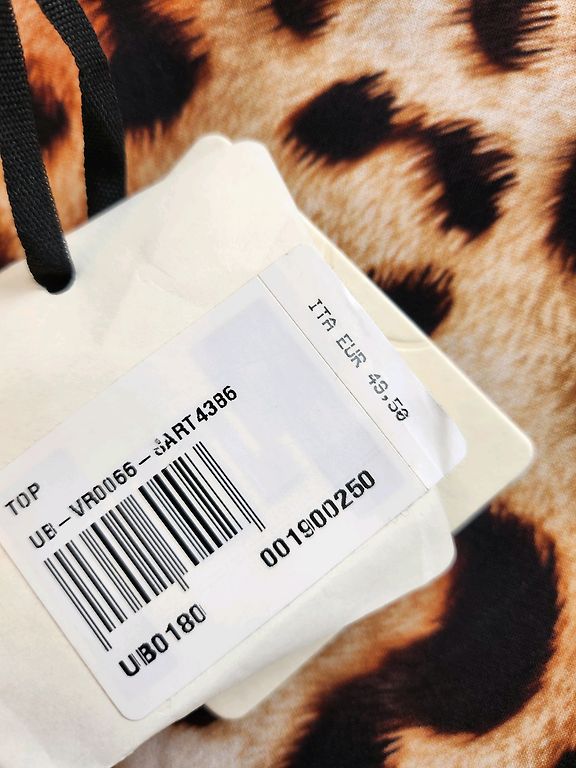 TOP
UB-VR0066-SART4386
UB0180
001900250
ITA EUR 49,50